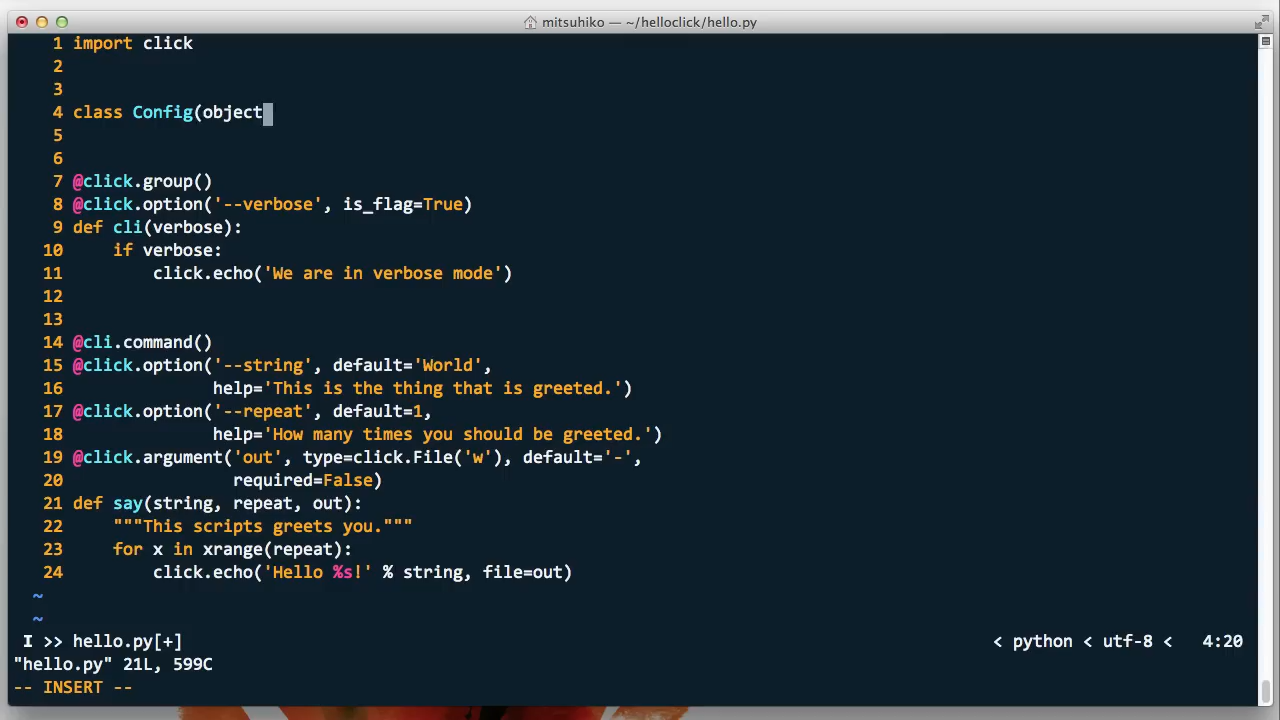 mitsuhiko — ~/helloclick/hello.py
1 import click
2
3
4 class Config(object
5
6
7 @click.group()
8 @click.option('--verbose', is_flag=True)
9 def cli(verbose):
10     if verbose:
11         click.echo('We are in verbose mode')
12
13
14 @cli.command()
15 @click.option('--string', default='World',
16               help='This is the thing that is greeted.')
17 @click.option('--repeat', default=1,
18               help='How many times you should be greeted.')
19 @click.argument('out', type=click.File('w'), default='-',
20                 required=False)
21 def say(string, repeat, out):
22     """This scripts greets you."""
23     for x in xrange(repeat):
24         click.echo('Hello %s!' % string, file=out)
~
~
I >> hello.py[+] < python < utf-8 < 4:20
"hello.py" 21L, 599C
-- INSERT --